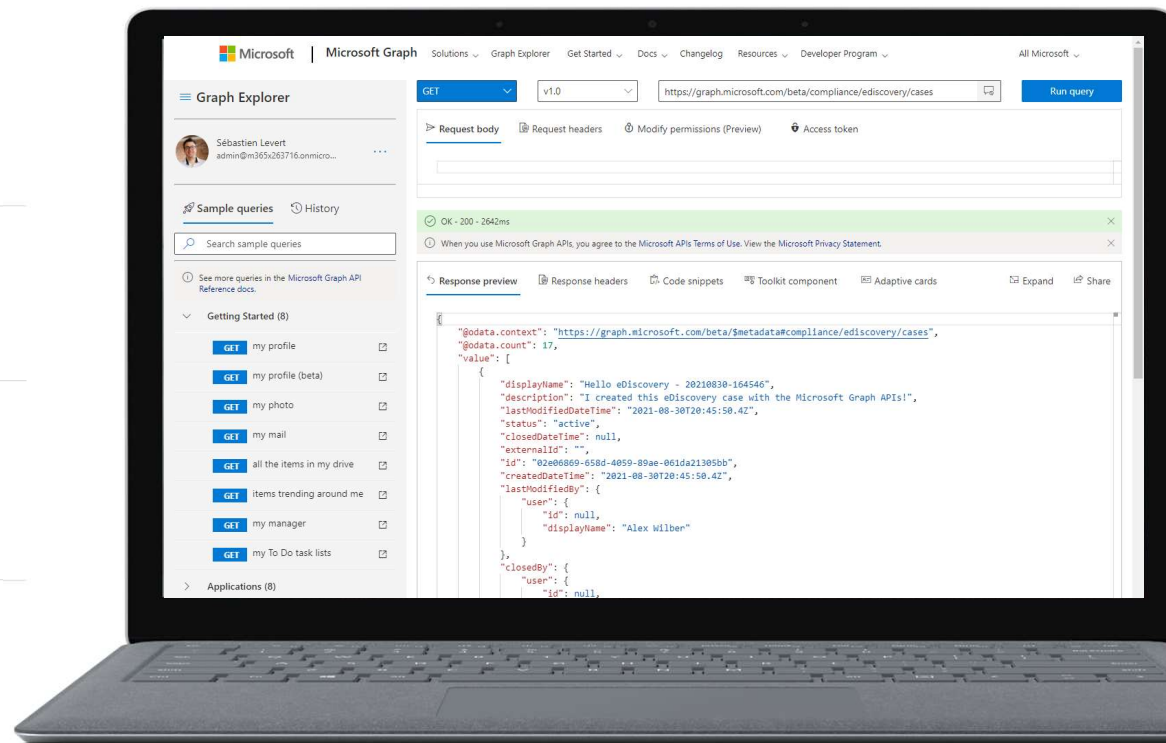 Microsoft | Microsoft Graph Solutions Graph Explorer Get Started Docs Changelog Resources Developer Program All Microsoft
Graph Explorer
Sébastien Levert
admin@m365x263716.onmicro...
...
Sample queries History
Search sample queries
See more queries in the Microsoft Graph API
Reference docs.
Getting Started (8)
GET my profile
GET my profile (beta)
GET my photo
GET my mail
GET all the items in my drive
GET items trending around me
GET my manager
GET my To Do task lists
Applications (8)
GET v1.0 https://graph.microsoft.com/beta/compliance/ediscovery/cases Run query
Request body Request headers Modify permissions (Preview) Access token
OK - 200 - 2642ms
When you use Microsoft Graph APIs, you agree to the Microsoft APIs Terms of Use. View the Microsoft Privacy Statement.
Response preview Response headers Code snippets Toolkit component Adaptive cards Expand Share
{
"@odata.context": "https://graph.microsoft.com/beta/$metadata#compliance/ediscovery/cases",
"@odata.count": 17,
"value": [
{
"displayName": "Hello eDiscovery - 20210830-164546",
"description": "I created this eDiscovery case with the Microsoft Graph APIs!",
"lastModifiedDateTime": "2021-08-30T20:45:50.4Z",
"status": "active",
"closedDateTime": null,
"externalId": "",
"id": "02e06869-658d-4059-89ae-061da21305bb",
"createdDateTime": "2021-08-30T20:45:50.4Z",
"lastModifiedBy": {
"user": {
"id": null,
"displayName": "Alex Wilber"
}
},
"closedBy": {
"user": {
"id": null,